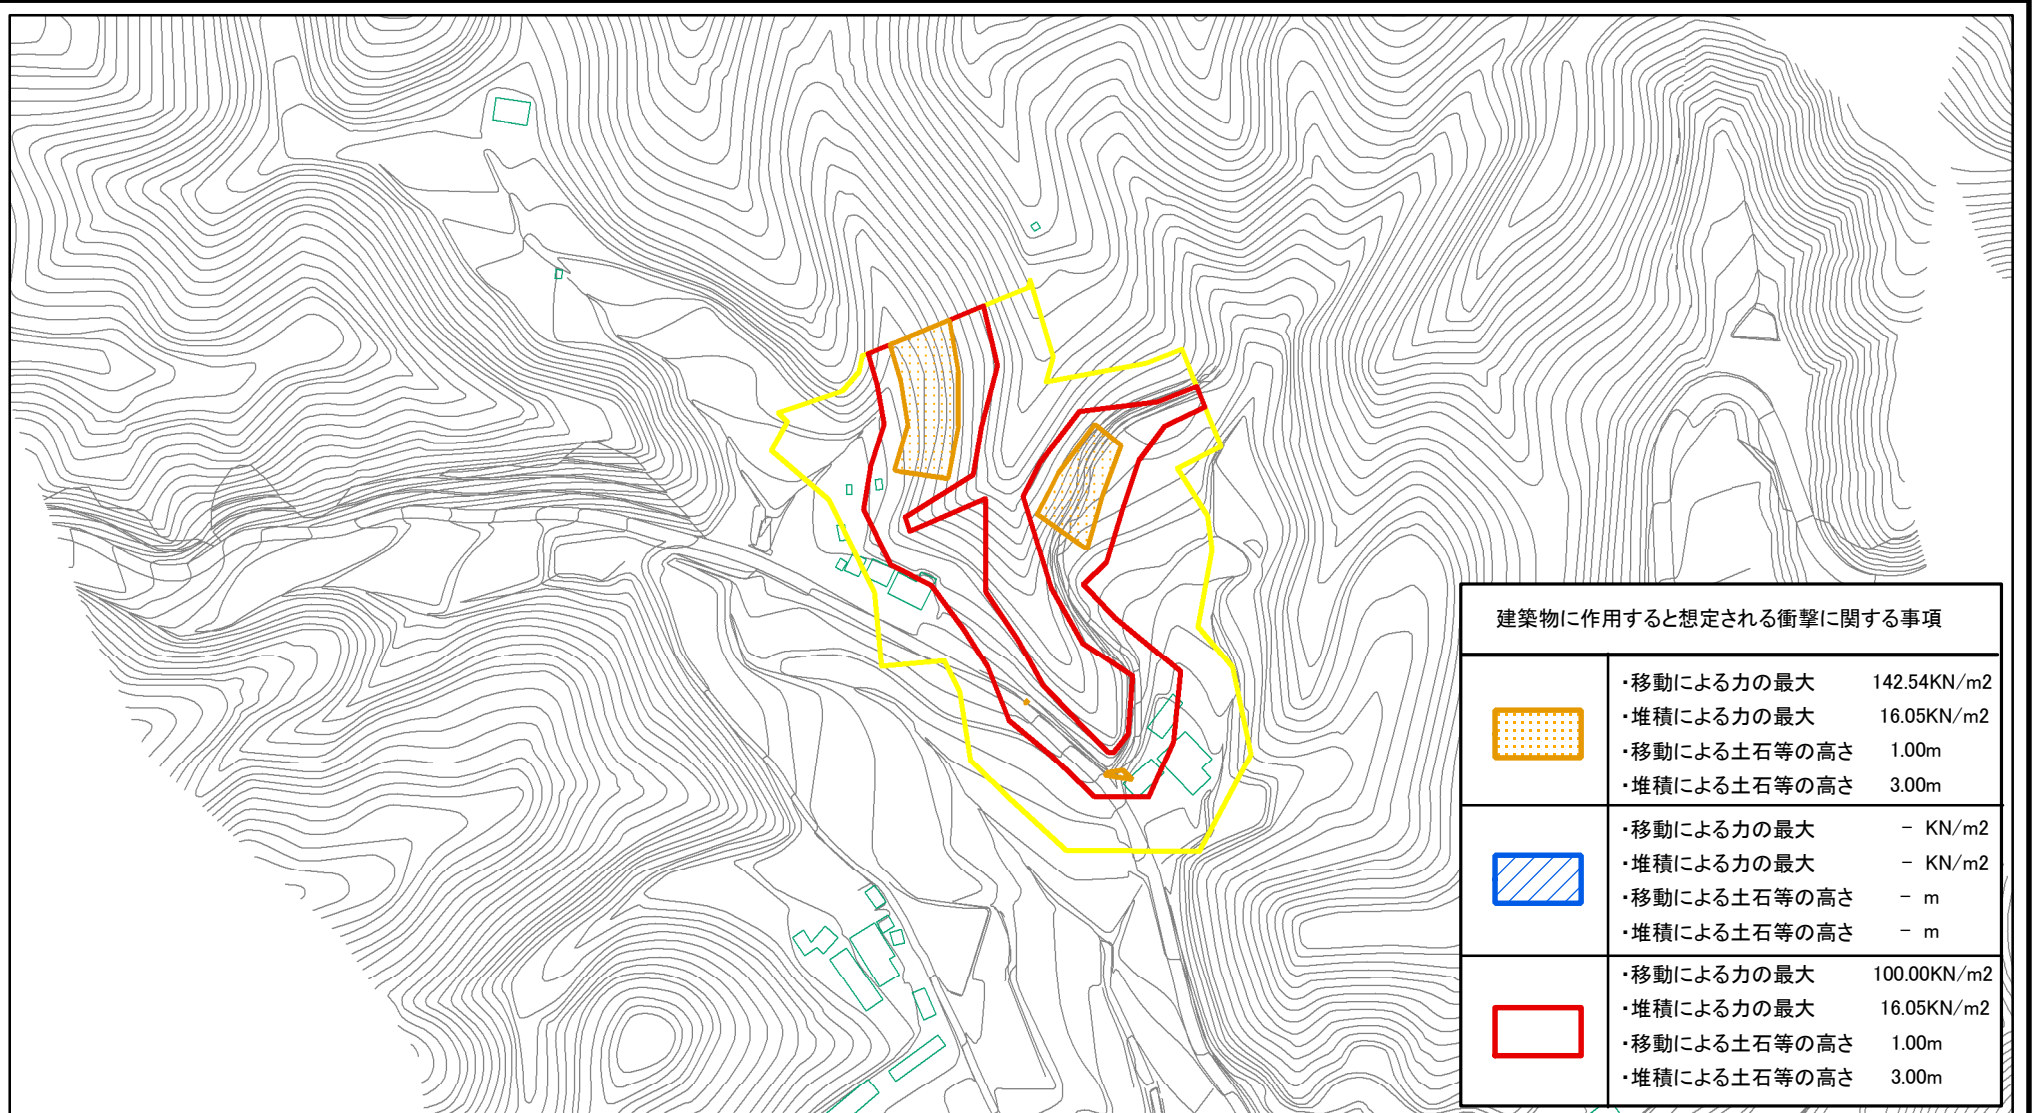 建築物に作用すると想定される衝撃に関する事項
・移動による力の最大 142.54KN/m2
・堆積による力の最大 16.05KN/m2
・移動による土石等の高さ 1.00m
・堆積による土石等の高さ 3.00m
・移動による力の最大 － KN/m2
・堆積による力の最大 － KN/m2
・移動による土石等の高さ － m
・堆積による土石等の高さ － m
・移動による力の最大 100.00KN/m2
・堆積による力の最大 16.05KN/m2
・移動による土石等の高さ 1.00m
・堆積による土石等の高さ 3.00m